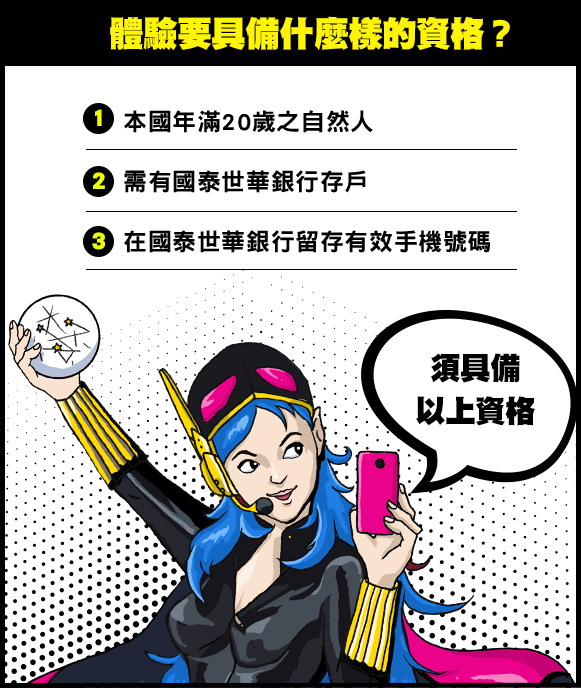 體驗要具備什麼樣的資格？
1 本國年滿20歲之自然人
2 需有國泰世華銀行存戶
3 在國泰世華銀行留存有效手機號碼
須具備
以上資格